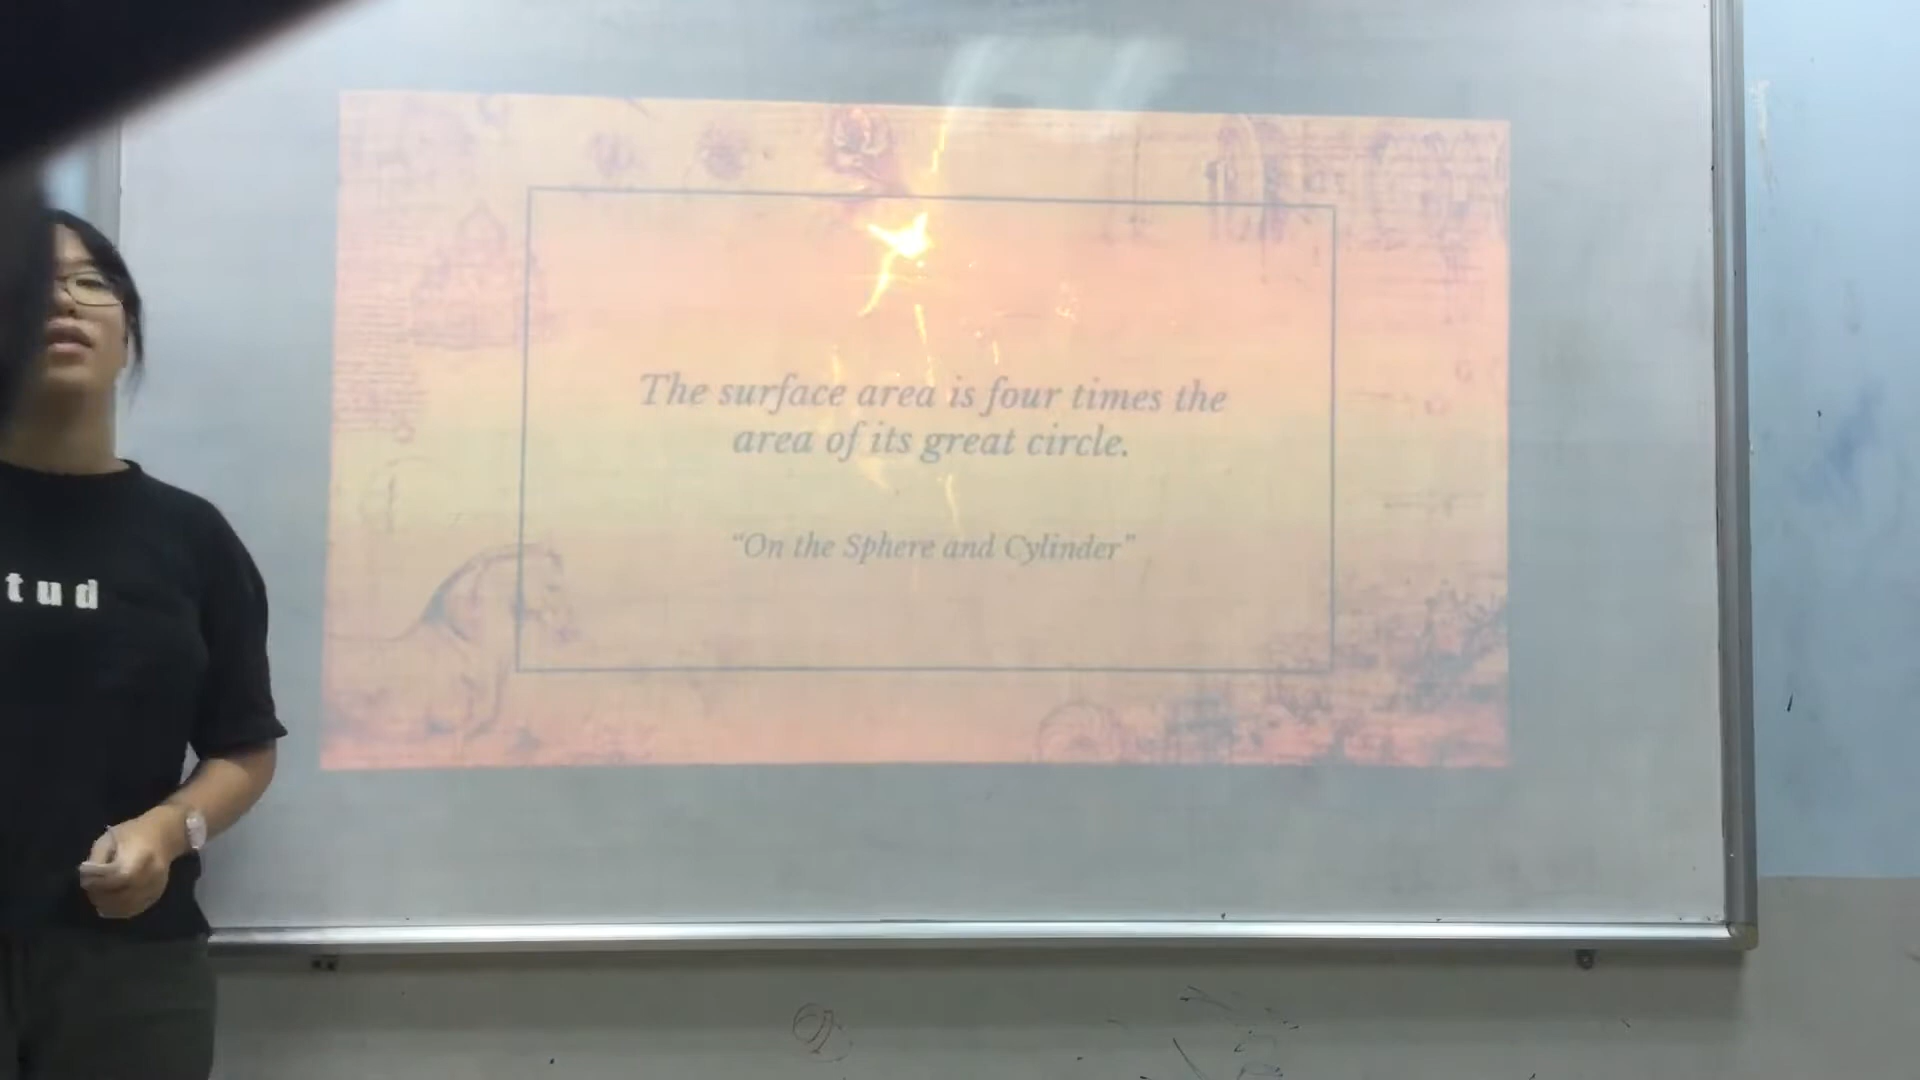 The surface area is four times the
area of its great circle.
"On the Sphere and Cylinder"
tud